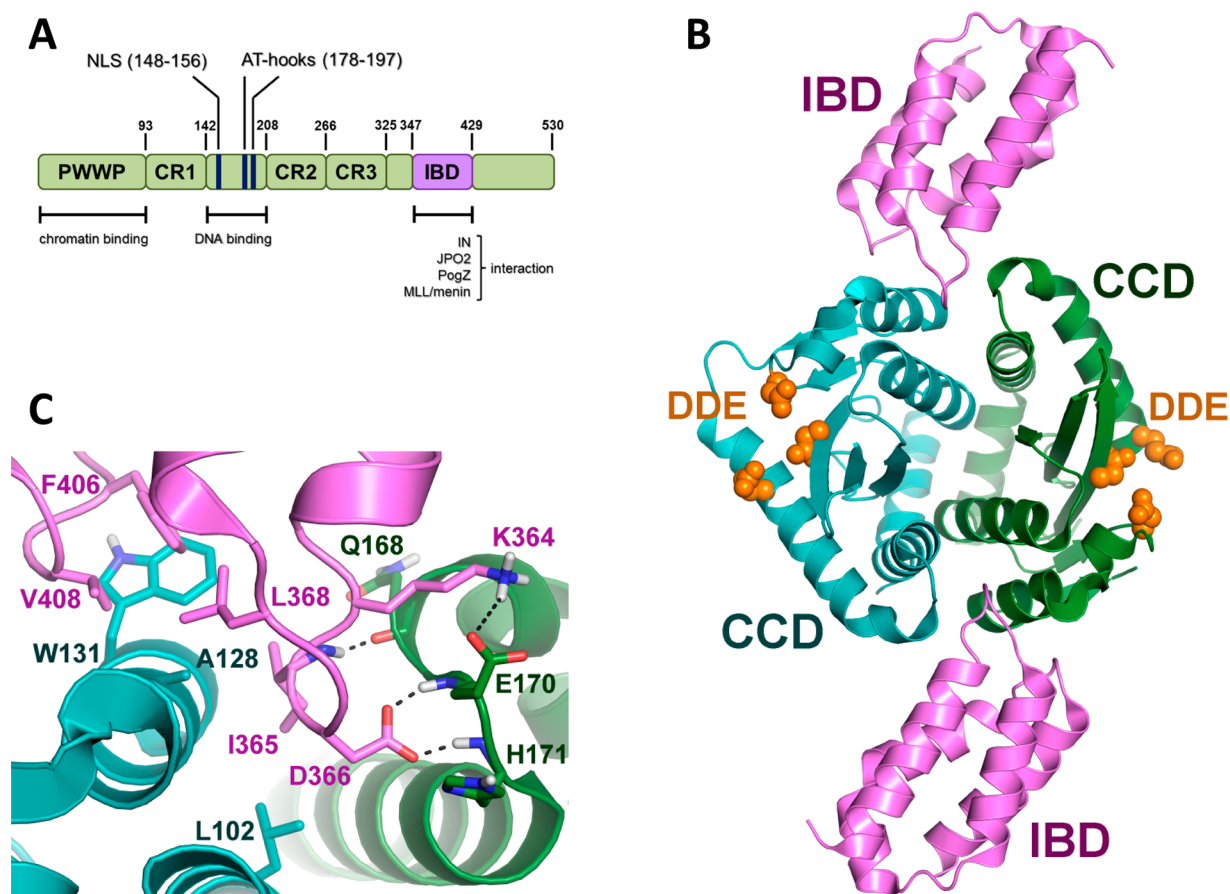 A
NLS (148-156)
AT-hooks (178-197)
93 142 208 266 325 347 429 530
PWWP CR1 CR2 CR3 IBD
chromatin binding
DNA binding
IN
JPO2
PogZ
MLL/menin
interaction
B
IBD
CCD
DDE
DDE
CCD
IBD
C
F406
Q168
K364
V408
L368
W131
A128
E170
I365
H171
D366
L102